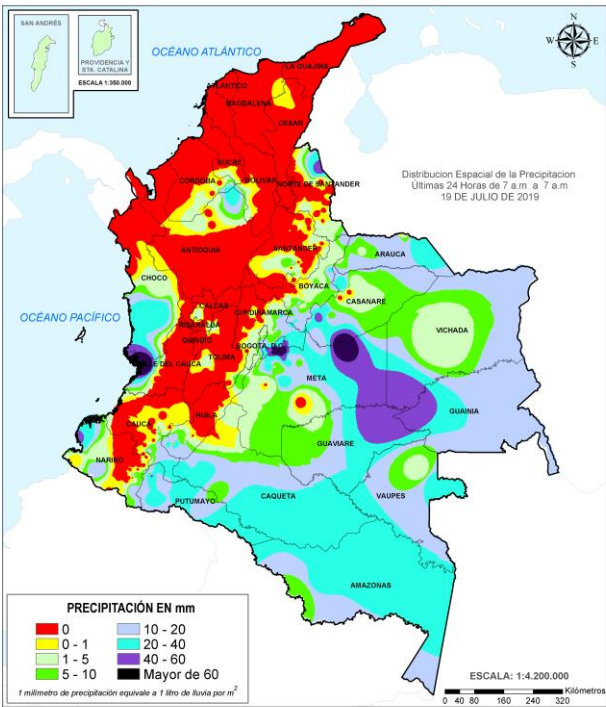 SAN ANDRÉS
PROVIDENCIA Y
STA. CATALINA
ESCALA 1:350.000
OCÉANO ATLÁNTICO
N
W
E
S
LA GUAJIRA
ATLANTICO
MAGDALENA
CESAR
Distribucion Espacial de la Precipitacion
Últimas 24 Horas de 7 a.m a 7 a.m
19 DE JULIO DE 2019
SUCRE
CORDOBA
BOLIVAR
NORTE DE SANTANDER
ANTIOQUIA
SANTANDER
ARAUCA
CHOCO
BOYACA
CASANARE
OCÉANO PACÍFICO
CALDAS
CUNDINAMARCA
VICHADA
RISARALDA
QUINDIO
BOGOTA, D.C.
TOLIMA
VALLE DEL CAUCA
META
GUAINIA
CAUCA
HUILA
GUAVIARE
NARIÑO
PUTUMAYO
CAQUETA
VAUPES
AMAZONAS
PRECIPITACIÓN EN mm
0
10 - 20
0 - 1
20 - 40
1 - 5
40 - 60
5 - 10
Mayor de 60
1 milímetro de precipitación equivale a 1 litro de lluvia por m2
ESCALA: 1:4.200.000
Kilómetros
0 40 80 160 240 320